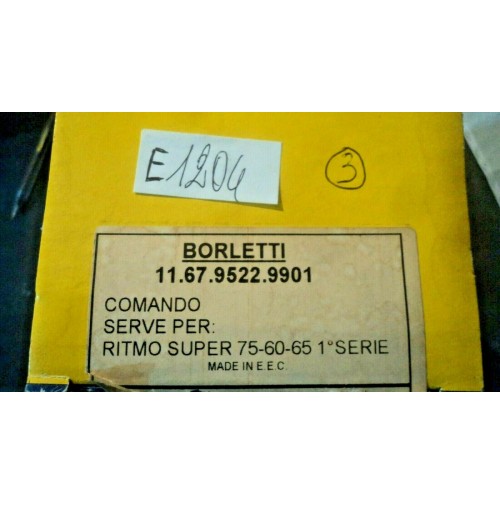 E1204
3
BORLETTI
11.67.9522.9901
COMANDO
SERVE PER:
RITMO SUPER 75-60-65 1°SERIE
MADE IN E.E.C.